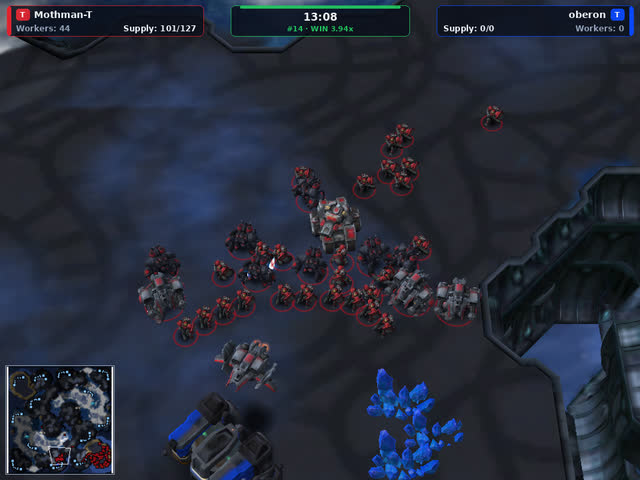 T Mothman-T
Workers: 44 Supply: 101/127
13:08
#14 · WIN 3.94x
oberon T
Supply: 0/0 Workers: 0